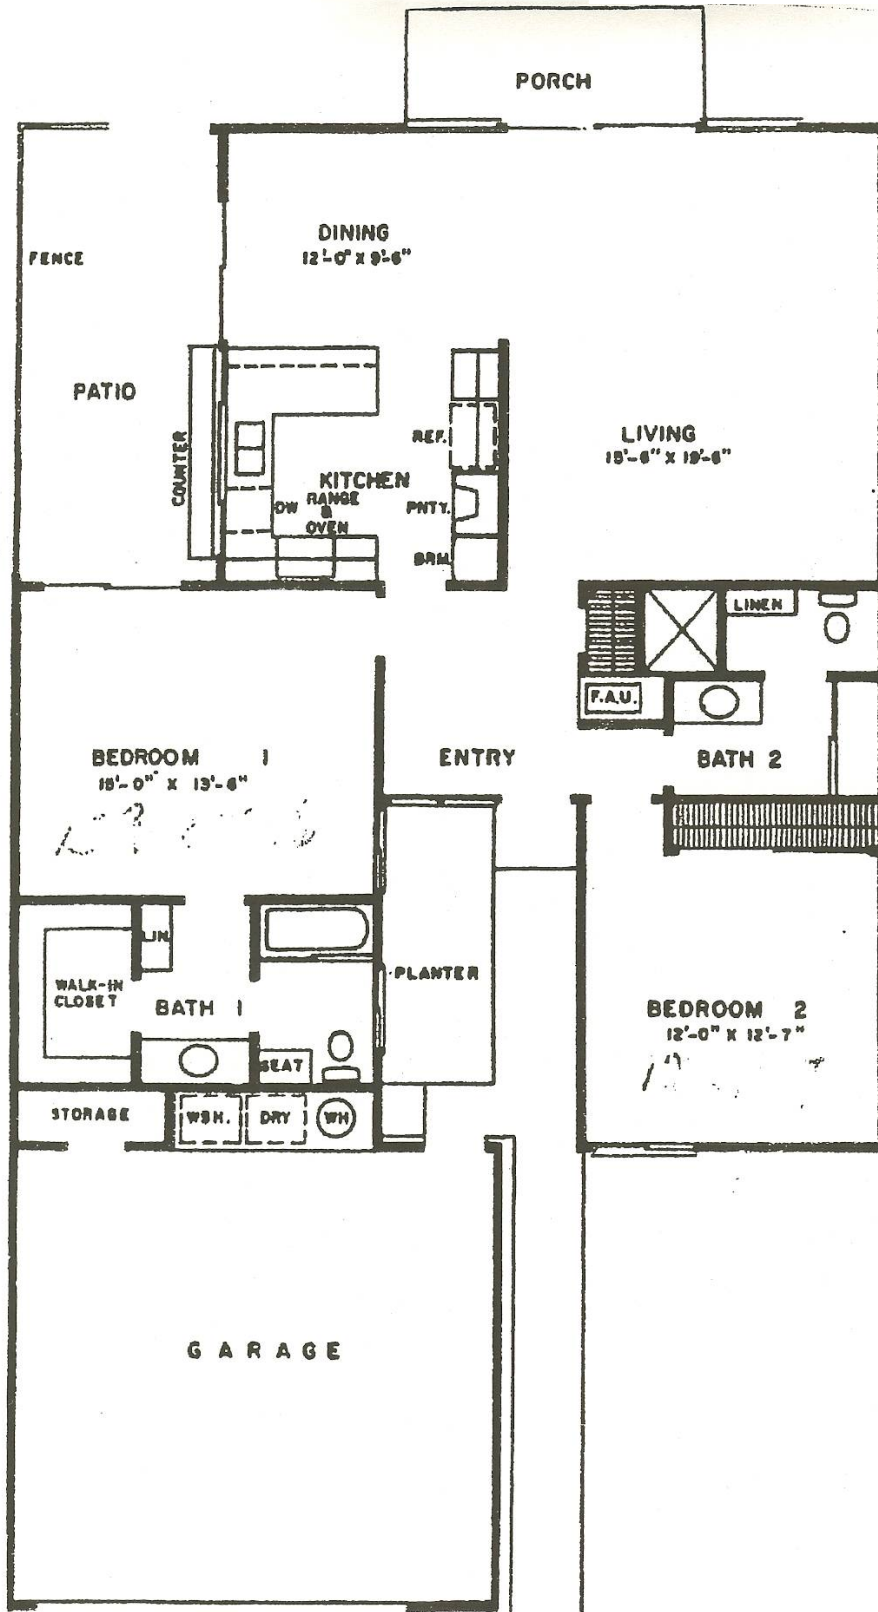 PORCH
DINING
12'-0" X 9'-6"
FENCE
PATIO
COUNTER
REF.
LIVING
15'-6" X 19'-6"
KITCHEN
DW
RANGE
&
OVEN
PNTY.
BRM.
LINEN
F.A.U.
BEDROOM 1
15'-0" X 13'-6"
ENTRY
BATH 2
LIN.
WALK-IN
CLOSET
BATH 1
PLANTER
BEDROOM 2
12'-0" X 12'-7"
SEAT
STORAGE
WSH.
DRY
WH
GARAGE